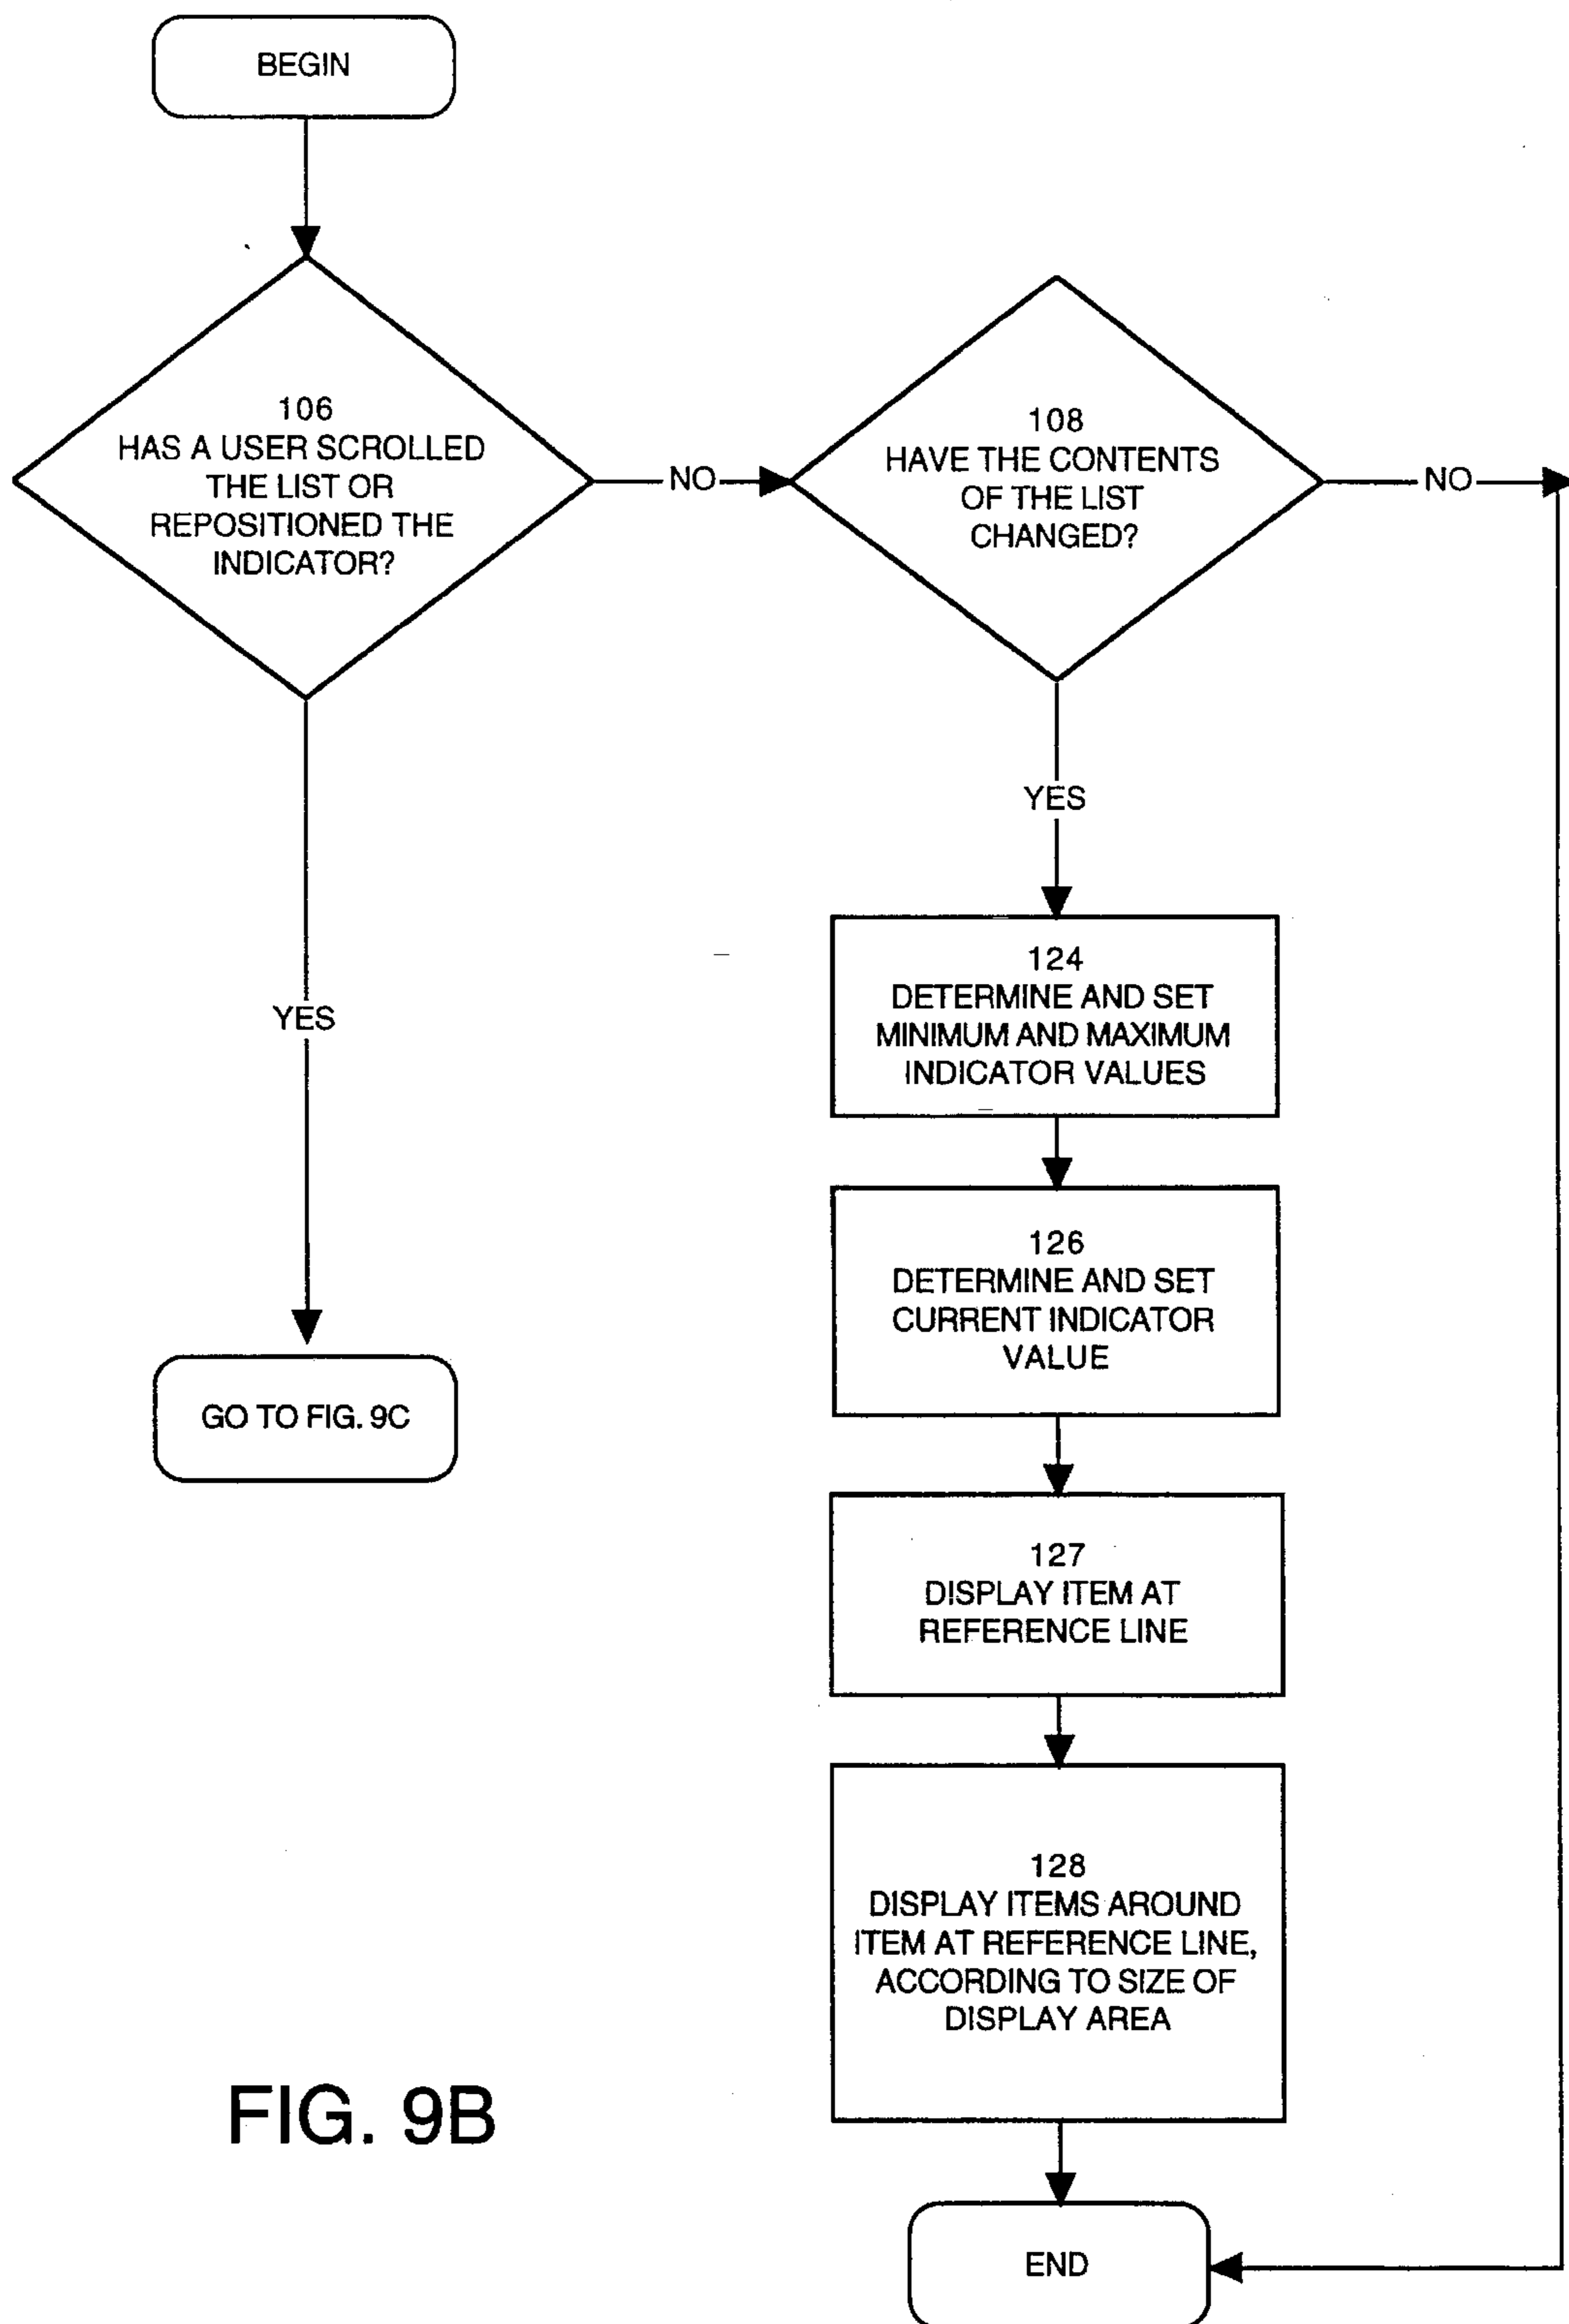 BEGIN
106
HAS A USER SCROLLED
THE LIST OR
REPOSITIONED THE
INDICATOR?
NO
108
HAVE THE CONTENTS
OF THE LIST
CHANGED?
NO
YES
YES
124
DETERMINE AND SET
MINIMUM AND MAXIMUM
INDICATOR VALUES
126
DETERMINE AND SET
CURRENT INDICATOR
VALUE
GO TO FIG. 9C
127
DISPLAY ITEM AT
REFERENCE LINE
128
DISPLAY ITEMS AROUND
ITEM AT REFERENCE LINE,
ACCORDING TO SIZE OF
DISPLAY AREA
FIG. 9B
END